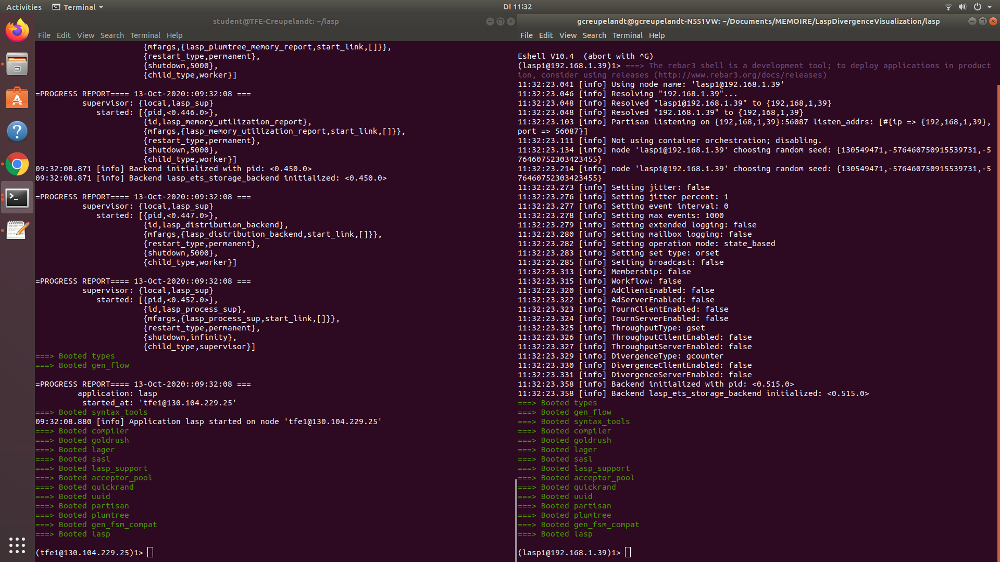 Activities
Terminal
Di 11:32
student@TFE-Creupelandt: ~/lasp
File Edit View Search Terminal Help
{mfargs,{lasp_plumtree_memory_report,start_link,[]}},
{restart_type,permanent},
{shutdown,5000},
{child_type,worker}]
=PROGRESS REPORT==== 13-Oct-2020::09:32:08 ===
supervisor: {local,lasp_sup}
started: [{pid,<0.446.0>},
{id,lasp_memory_utilization_report},
{mfargs,{lasp_memory_utilization_report,start_link,[]}},
{restart_type,permanent},
{shutdown,5000},
{child_type,worker}]
09:32:08.871 [info] Backend initialized with pid: <0.450.0>
09:32:08.871 [info] Backend lasp_ets_storage_backend initialized: <0.450.0>
=PROGRESS REPORT==== 13-Oct-2020::09:32:08 ===
supervisor: {local,lasp_sup}
started: [{pid,<0.447.0>},
{id,lasp_distribution_backend},
{mfargs,{lasp_distribution_backend,start_link,[]}},
{restart_type,permanent},
{shutdown,5000},
{child_type,worker}]
=PROGRESS REPORT==== 13-Oct-2020::09:32:08 ===
supervisor: {local,lasp_sup}
started: [{pid,<0.452.0>},
{id,lasp_process_sup},
{mfargs,{lasp_process_sup,start_link,[]}},
{restart_type,permanent},
{shutdown,infinity},
{child_type,supervisor}]
===> Booted types
===> Booted gen_flow
=PROGRESS REPORT==== 13-Oct-2020::09:32:08 ===
application: lasp
started_at: 'tfe1@130.104.229.25'
===> Booted syntax_tools
09:32:08.880 [info] Application lasp started on node 'tfe1@130.104.229.25'
===> Booted compiler
===> Booted goldrush
===> Booted lager
===> Booted sasl
===> Booted lasp_support
===> Booted acceptor_pool
===> Booted quickrand
===> Booted uuid
===> Booted partisan
===> Booted plumtree
===> Booted gen_fsm_compat
===> Booted lasp
(tfe1@130.104.229.25)1>
gcreupelandt@gcreupelandt-N551VW: ~/Documents/MEMOIRE/LaspDivergenceVisualization/lasp
File Edit View Search Terminal Help
Eshell V10.4  (abort with ^G)
(lasp1@192.168.1.39)1> ===> The rebar3 shell is a development tool; to deploy applications in product
ion, consider using releases (http://www.rebar3.org/docs/releases)
11:32:23.041 [info] Using node name: 'lasp1@192.168.1.39'
11:32:23.046 [info] Resolving "192.168.1.39"...
11:32:23.048 [info] Resolved "lasp1@192.168.1.39" to {192,168,1,39}
11:32:23.048 [info] Resolved "192.168.1.39" to {192,168,1,39}
11:32:23.103 [info] Partisan listening on {192,168,1,39}:56087 listen_addrs: [#{ip => {192,168,1,39},
port => 56087}]
11:32:23.111 [info] Not using container orchestration; disabling.
11:32:23.134 [info] node 'lasp1@192.168.1.39' choosing random seed: {130549471,-576460750915539731,-5
76460752303423455}
11:32:23.214 [info] node 'lasp1@192.168.1.39' choosing random seed: {130549471,-576460750915539731,-5
76460752303423455}
11:32:23.273 [info] Setting jitter: false
11:32:23.276 [info] Setting jitter percent: 1
11:32:23.277 [info] Setting event interval: 0
11:32:23.278 [info] Setting max events: 1000
11:32:23.279 [info] Setting extended logging: false
11:32:23.280 [info] Setting mailbox logging: false
11:32:23.282 [info] Setting operation mode: state_based
11:32:23.283 [info] Setting set type: orset
11:32:23.285 [info] Setting broadcast: false
11:32:23.313 [info] Membership: false
11:32:23.315 [info] Workflow: false
11:32:23.320 [info] AdClientEnabled: false
11:32:23.322 [info] AdServerEnabled: false
11:32:23.323 [info] TournClientEnabled: false
11:32:23.324 [info] TournServerEnabled: false
11:32:23.325 [info] ThroughputType: gset
11:32:23.326 [info] ThroughputClientEnabled: false
11:32:23.327 [info] ThroughputServerEnabled: false
11:32:23.329 [info] DivergenceType: gcounter
11:32:23.330 [info] DivergenceClientEnabled: false
11:32:23.331 [info] DivergenceServerEnabled: false
11:32:23.358 [info] Backend initialized with pid: <0.515.0>
11:32:23.358 [info] Backend lasp_ets_storage_backend initialized: <0.515.0>
===> Booted types
===> Booted gen_flow
===> Booted syntax_tools
===> Booted compiler
===> Booted goldrush
===> Booted lager
===> Booted sasl
===> Booted lasp_support
===> Booted acceptor_pool
===> Booted quickrand
===> Booted uuid
===> Booted partisan
===> Booted plumtree
===> Booted gen_fsm_compat
===> Booted lasp
(lasp1@192.168.1.39)1>